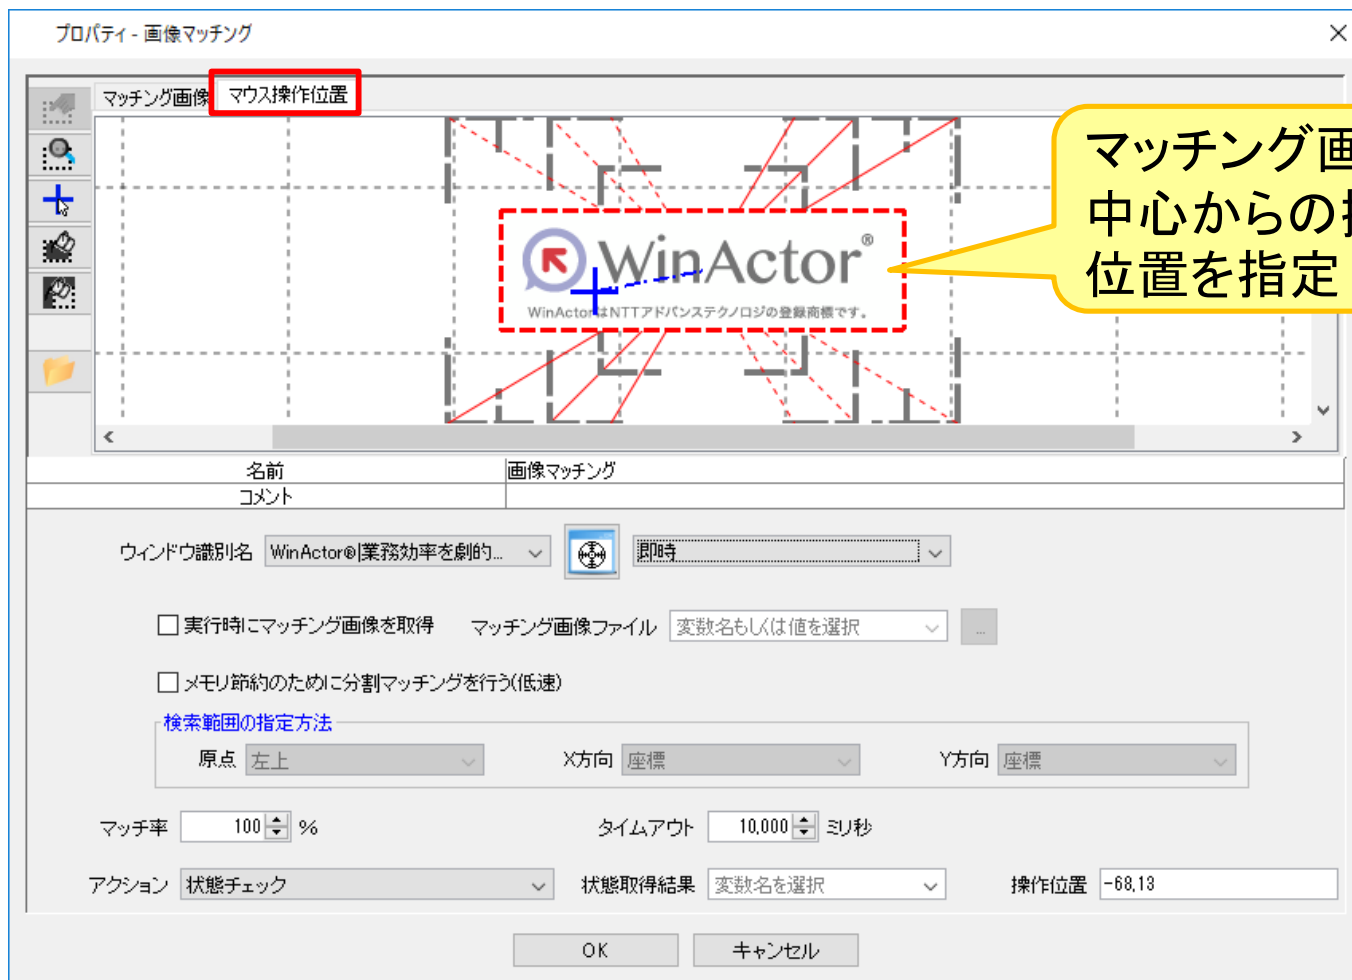 プロパティ - 画像マッチング
マッチング画像 マウス操作位置
マッチング画
中心からの
位置を指定
WinActor®
WinActorはNTTアドバンステクノロジの登録商標です。
名前 画像マッチング
コメント
ウィンドウ識別名 WinActor®|業務効率を劇的... 即時
実行時にマッチング画像を取得 マッチング画像ファイル 変数名もしくは値を選択 ...
メモリ節約のために分割マッチングを行う(低速)
検索範囲の指定方法
原点 左上 X方向 座標 Y方向 座標
マッチ率 100 % タイムアウト 10,000 ミリ秒
アクション 状態チェック 状態取得結果 変数名を選択 操作位置 -68,13
OK キャンセル